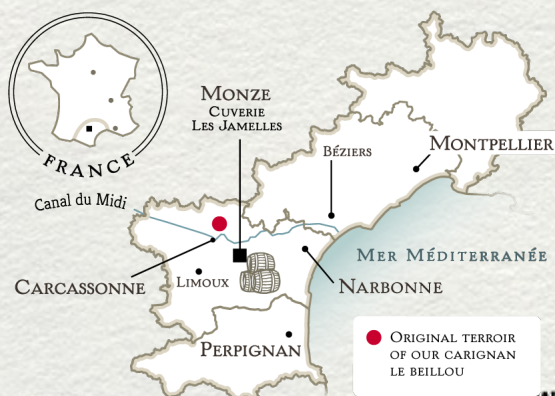 FRANCE
MONZE
CUVERIE
LES JAMELLES
BÉZIERS
MONTPELLIER
Canal du Midi
MER MÉDITERRANÉE
CARCASSONNE
LIMOUX
NARBONNE
PERPIGNAN
ORIGINAL TERROIR
OF OUR CARIGNAN
LE BEILLOU